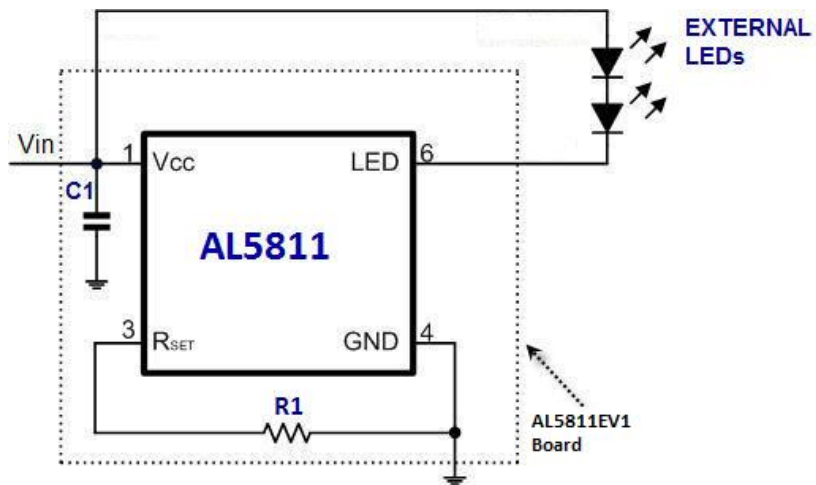 EXTERNAL
LEDs
Vin
1
Vcc
LED
6
C1
AL5811
3
RSET
GND
4
R1
AL5811EV1
Board